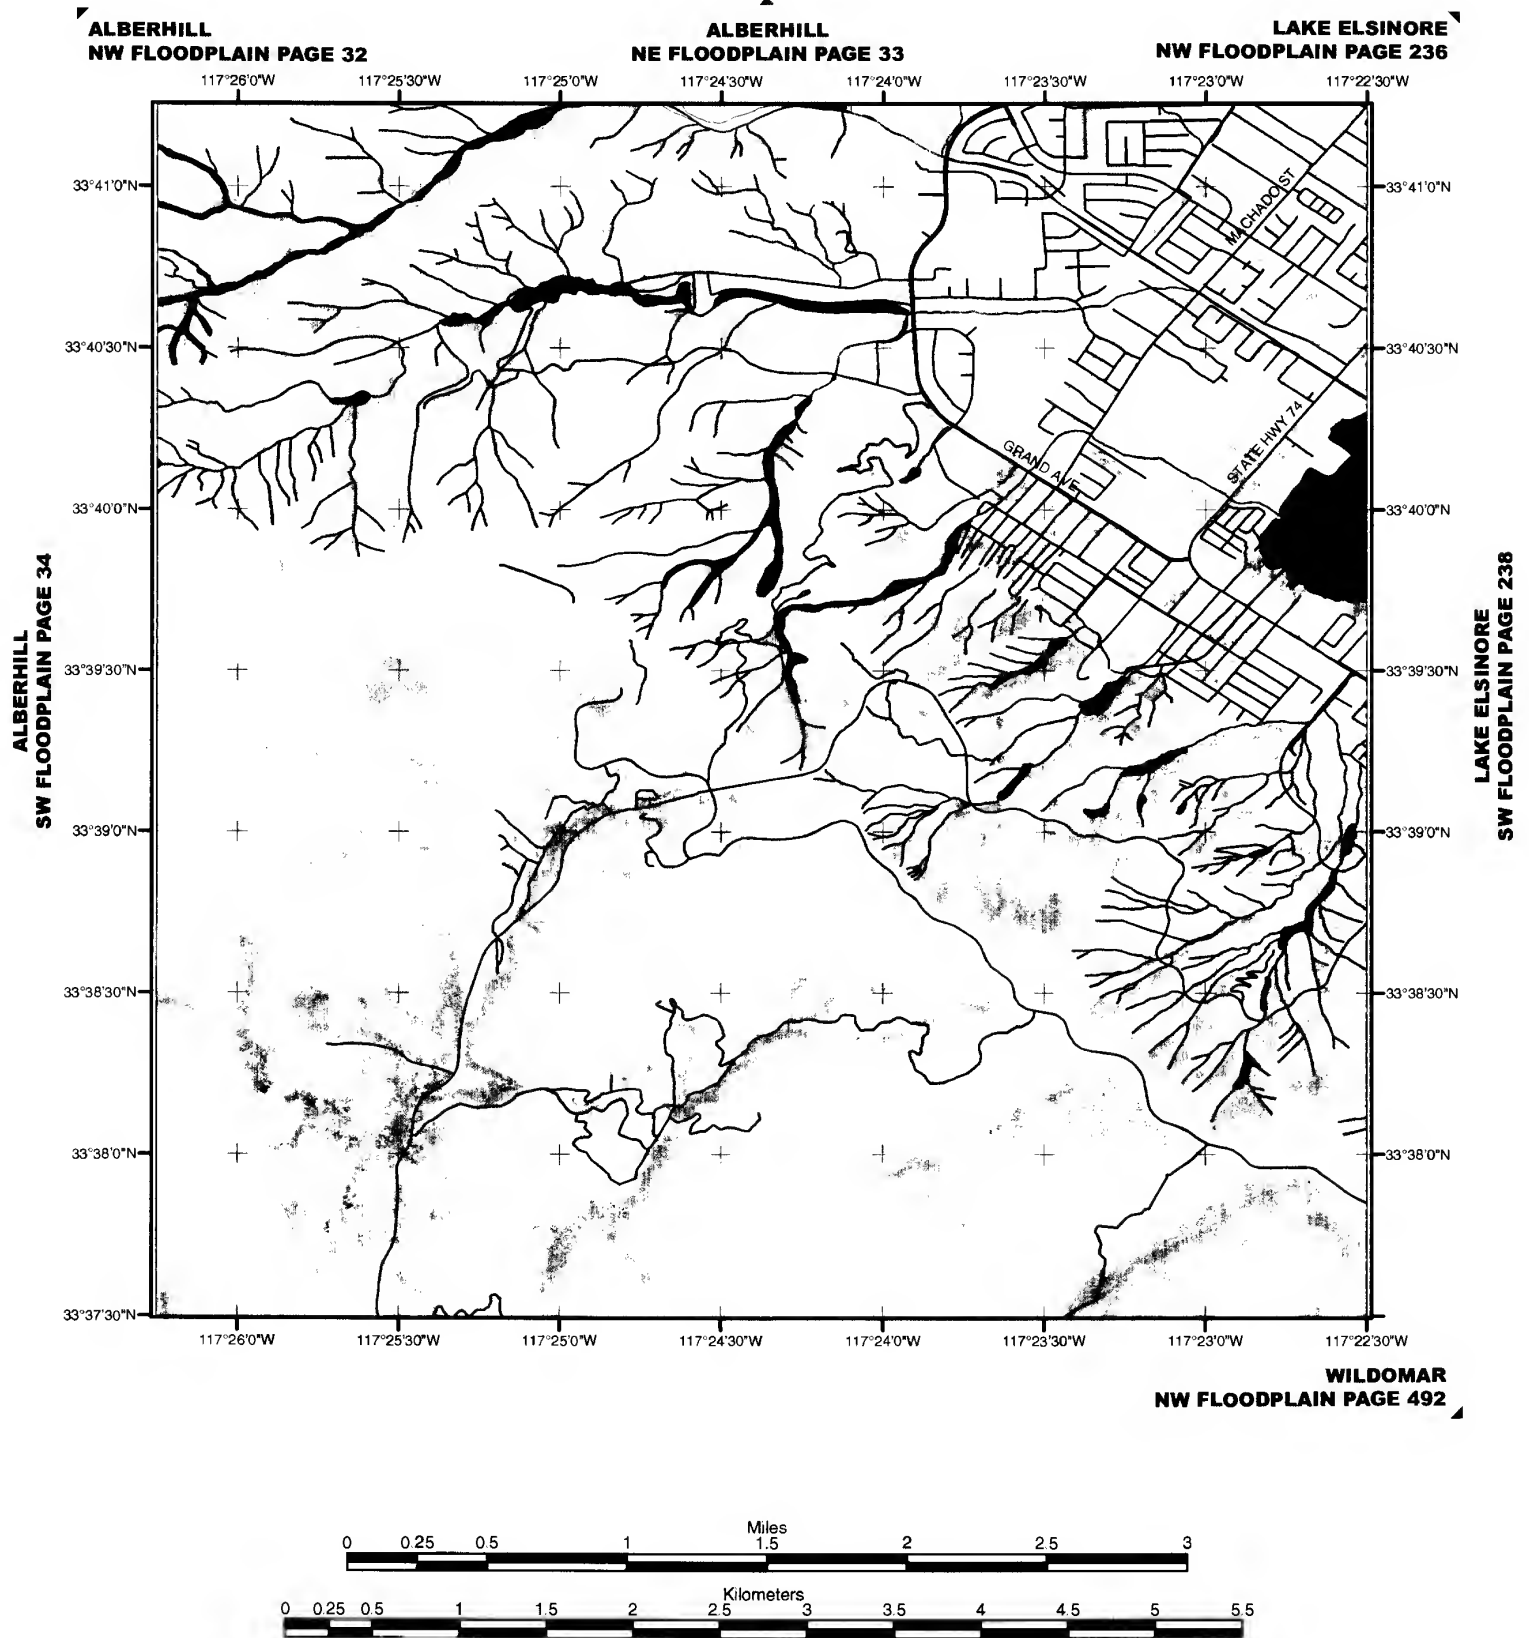 ALBERHILL
NW FLOODPLAIN PAGE 32
ALBERHILL
NE FLOODPLAIN PAGE 33
LAKE ELSINORE
NW FLOODPLAIN PAGE 236
117°26'0"W 117°25'30"W 117°25'0"W 117°24'30"W 117°24'0"W 117°23'30"W 117°23'0"W 117°22'30"W
33°41'0"N 33°41'0"N
MACHADO ST
33°40'30"N 33°40'30"N
STATE HWY 74
GRAND AVE
33°40'0"N 33°40'0"N
ALBERHILL
SW FLOODPLAIN PAGE 34
LAKE ELSINORE
SW FLOODPLAIN PAGE 238
33°39'30"N 33°39'30"N
33°39'0"N 33°39'0"N
33°38'30"N 33°38'30"N
33°38'0"N 33°38'0"N
33°37'30"N
117°26'0"W 117°25'30"W 117°25'0"W 117°24'30"W 117°24'0"W 117°23'30"W 117°23'0"W 117°22'30"W
WILDOMAR
NW FLOODPLAIN PAGE 492
Miles
0 0.25 0.5 1 1.5 2 2.5 3
Kilometers
0 0.25 0.5 1 1.5 2 2.5 3 3.5 4 4.5 5 5.5